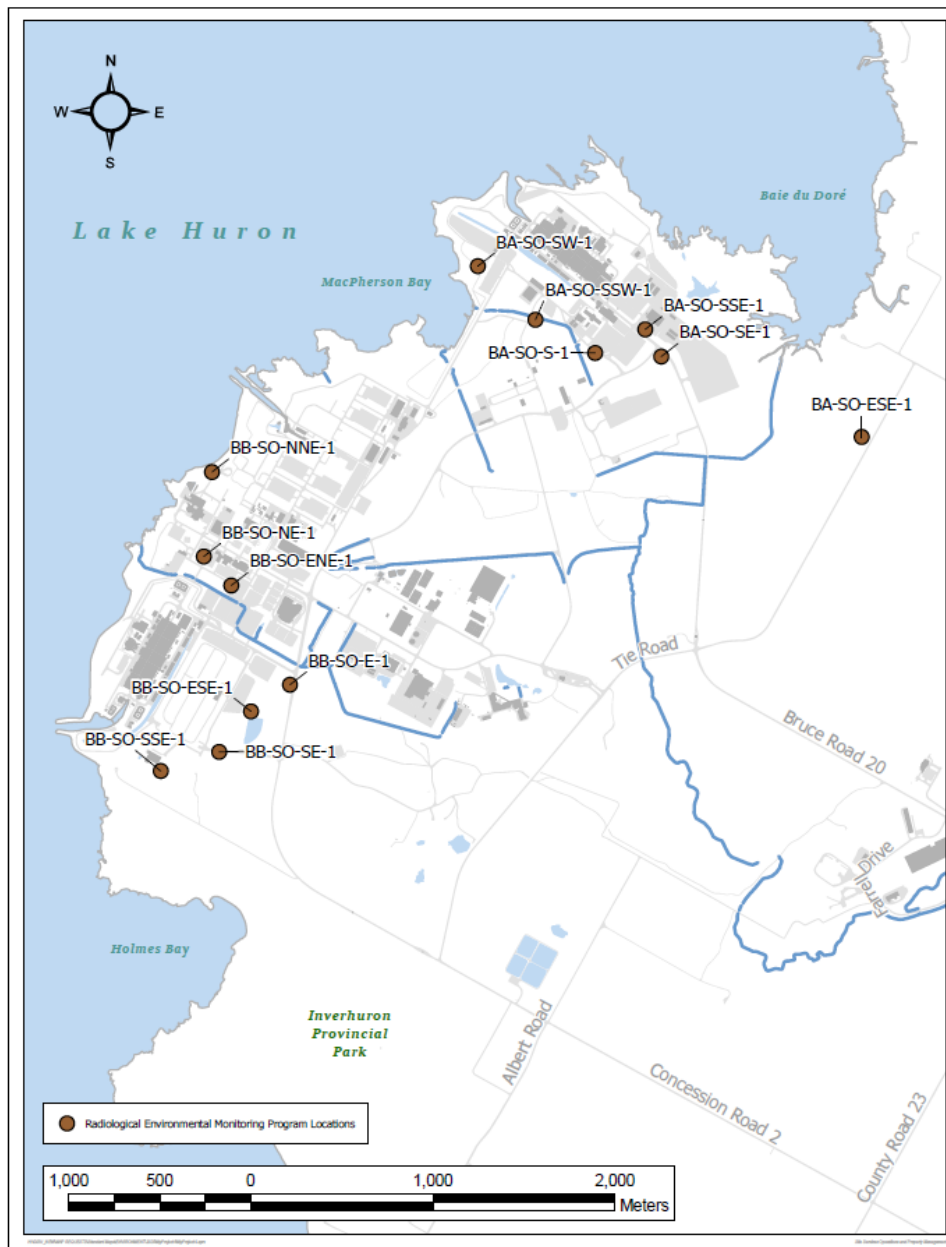 N
W E
S
Baie du Doré
Lake Huron
BA-SO-SW-1
MacPherson Bay
BA-SO-SSW-1
BA-SO-SSE-1
BA-SO-SE-1
BA-SO-S-1
BA-SO-ESE-1
BB-SO-NNE-1
BB-SO-NE-1
BB-SO-ENE-1
Tie Road
BB-SO-E-1
BB-SO-ESE-1
Bruce Road 20
BB-SO-SSE-1
BB-SO-SE-1
Farrell Drive
Holmes Bay
Inverhuron
Provincial
Park
Albert Road
Concession Road 2
County Road 23
Radiological Environmental Monitoring Program Locations
1,000 500 0 1,000 2,000
Meters